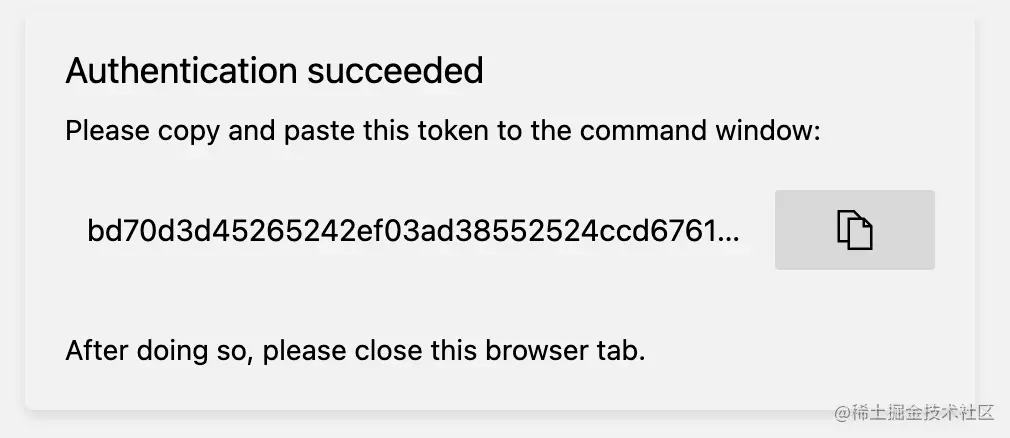 Authentication succeeded
Please copy and paste this token to the command window:
bd70d3d45265242ef03ad38552524ccd6761...
After doing so, please close this browser tab.
@稀土掘金技术社区